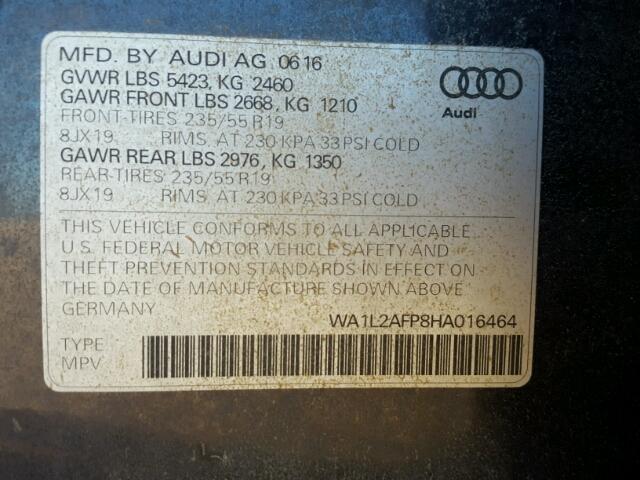 MFD. BY AUDI AG 0616
GVWR LBS 5423, KG 2460
GAWR FRONT LBS 2668, KG 1210
FRONT-TIRES 235/55 R19
8JX19 RIMS, AT 230 KPA 33 PSI COLD
GAWR REAR LBS 2976, KG 1350
REAR-TIRES 235/55 R19
8JX19 RIMS, AT 230 KPA 33 PSI COLD
Audi
THIS VEHICLE CONFORMS TO ALL APPLICABLE
U.S. FEDERAL MOTOR VEHICLE SAFETY AND
THEFT PREVENTION STANDARDS IN EFFECT ON
THE DATE OF MANUFACTURE SHOWN ABOVE
GERMANY
WA1L2AFP8HA016464
TYPE
MPV